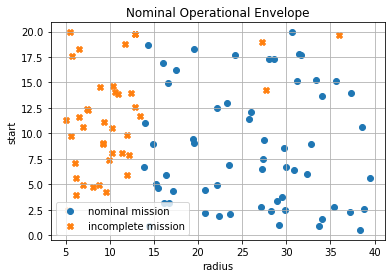 Nominal Operational Envelope
20.0
17.5
15.0
12.5
10.0
7.5
5.0
2.5
0.0
start
nominal mission
incomplete mission
5 10 15 20 25 30 35 40
radius